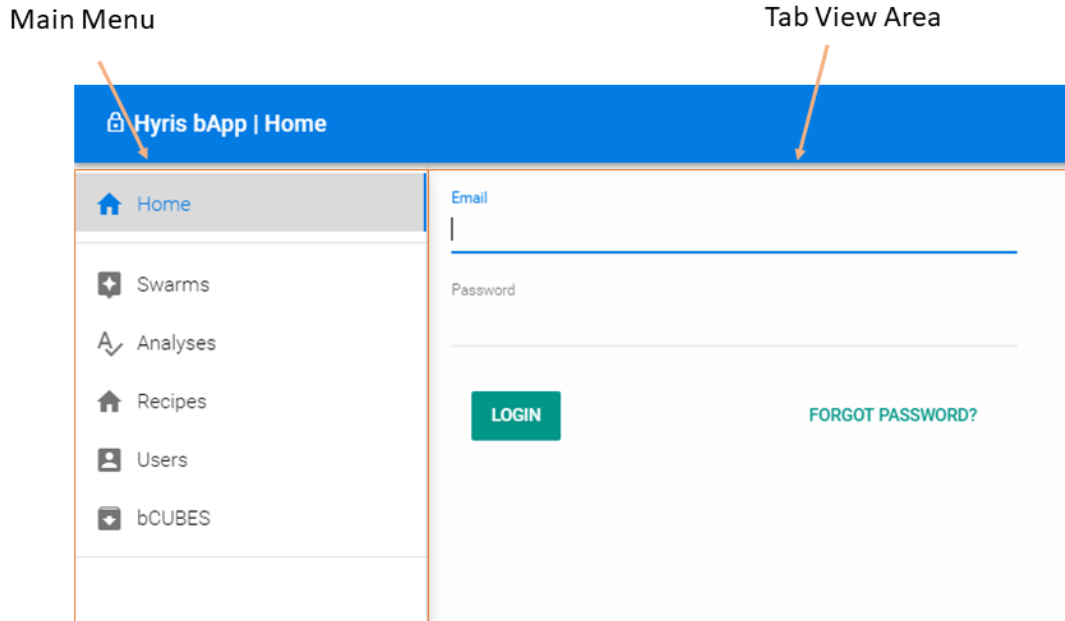 Main Menu
Tab View Area
Hyris bApp | Home
Home
Swarms
Analyses
Recipes
Users
bCUBES
Email
Password
LOGIN
FORGOT PASSWORD?